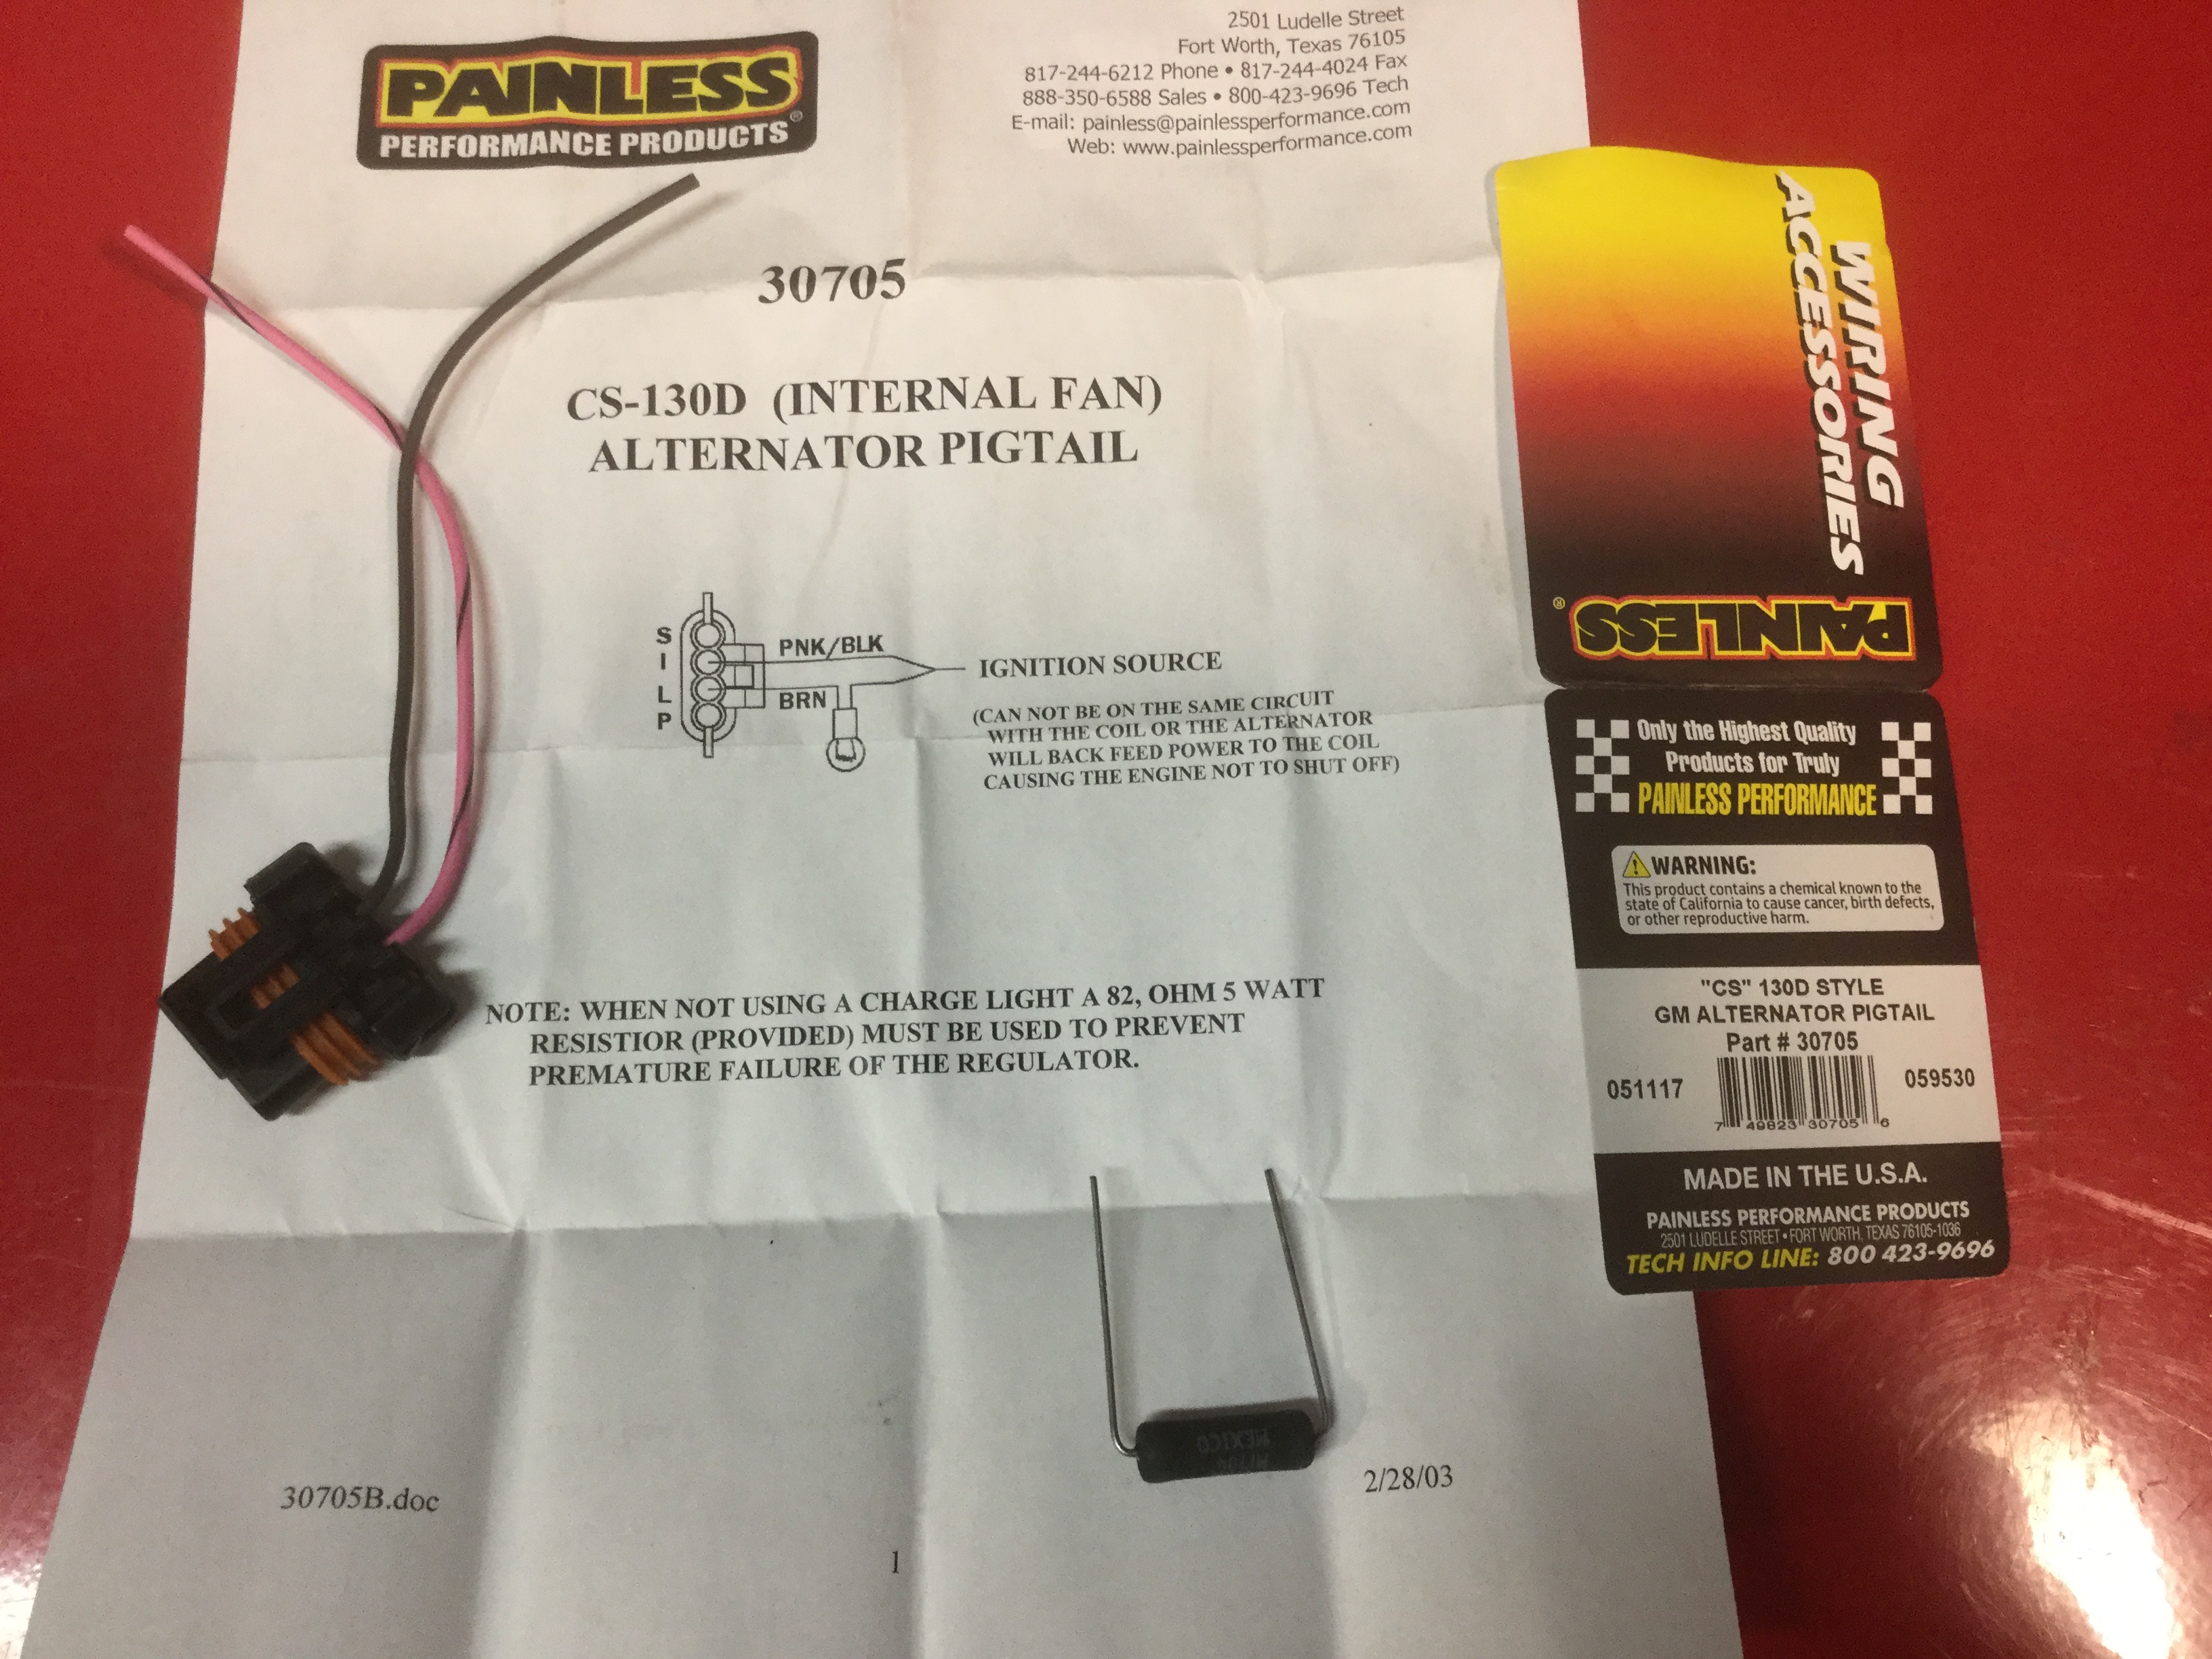 PAINLESS
PERFORMANCE PRODUCTS®
2501 Ludelle Street
Fort Worth, Texas 76105
817-244-6212 Phone • 817-244-4024 Fax
888-350-6588 Sales • 800-423-9696 Tech
E-mail: painless@painlessperformance.com
Web: www.painlessperformance.com
30705
CS-130D (INTERNAL FAN)
ALTERNATOR PIGTAIL
S
I
L
P
PNK/BLK
BRN
IGNITION SOURCE
(CAN NOT BE ON THE SAME CIRCUIT
WITH THE COIL OR THE ALTERNATOR
WILL BACK FEED POWER TO THE COIL
CAUSING THE ENGINE NOT TO SHUT OFF)
NOTE: WHEN NOT USING A CHARGE LIGHT A 82, OHM 5 WATT
RESISTIOR (PROVIDED) MUST BE USED TO PREVENT
PREMATURE FAILURE OF THE REGULATOR.
MEXICO
30705B.doc
2/28/03
1
WIRING
ACCESSORIES
PAINLESS®
Only the Highest Quality
Products for Truly
PAINLESS PERFORMANCE
WARNING:
This product contains a chemical known to the
state of California to cause cancer, birth defects,
or other reproductive harm.
"CS" 130D STYLE
GM ALTERNATOR PIGTAIL
Part # 30705
051117
059530
7 49823 30705 6
MADE IN THE U.S.A.
PAINLESS PERFORMANCE PRODUCTS
2501 LUDELLE STREET • FORT WORTH, TEXAS 76105-1036
TECH INFO LINE: 800 423-9696